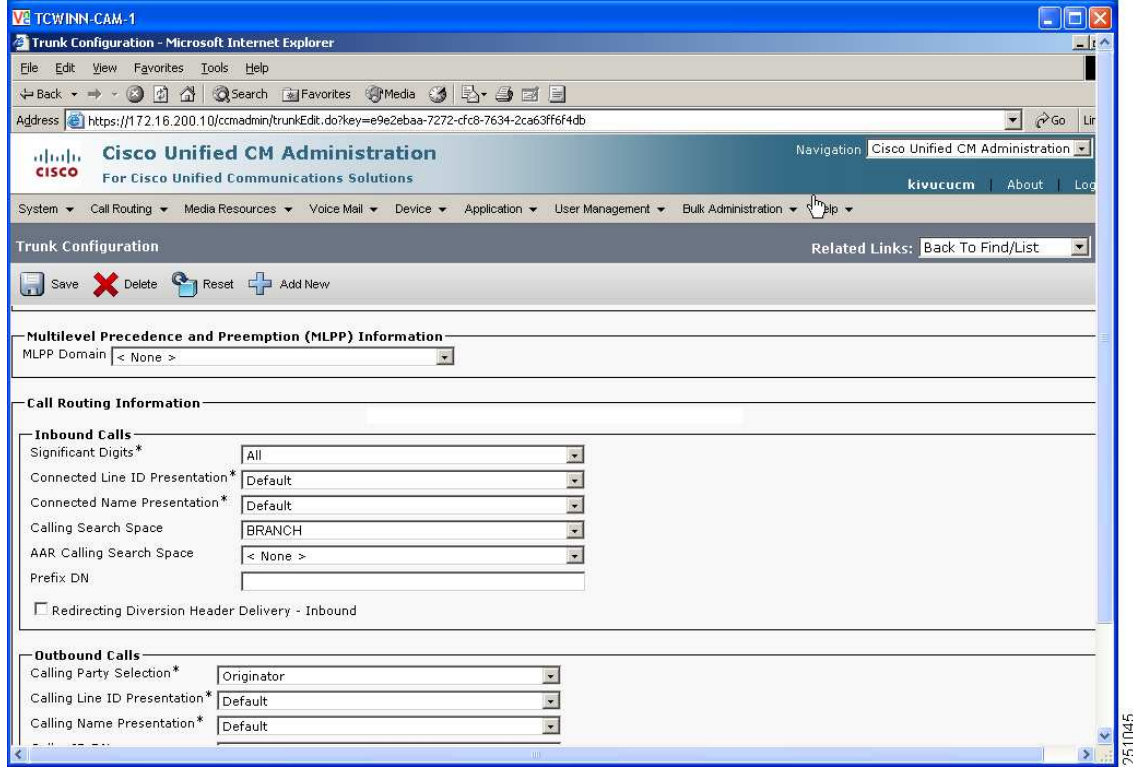 TCWINN-CAM-1
Trunk Configuration - Microsoft Internet Explorer
File Edit View Favorites Tools Help
Back Search Favorites Media
Address https://172.16.200.10/ccmadmin/trunkEdit.do?key=e9e2ebaa-7272-cfc8-7634-2ca63ff6f4db Go
cisco
Cisco Unified CM Administration
For Cisco Unified Communications Solutions
Navigation Cisco Unified CM Administration
kivucucm | About | Log
System Call Routing Media Resources Voice Mail Device Application User Management Bulk Administration
Trunk Configuration Related Links: Back To Find/List
Save Delete Reset Add New
Multilevel Precedence and Preemption (MLPP) Information
MLPP Domain < None >
Call Routing Information
Inbound Calls
Significant Digits* All
Connected Line ID Presentation* Default
Connected Name Presentation* Default
Calling Search Space BRANCH
AAR Calling Search Space < None >
Prefix DN
Redirecting Diversion Header Delivery - Inbound
Outbound Calls
Calling Party Selection* Originator
Calling Line ID Presentation* Default
Calling Name Presentation* Default
251045